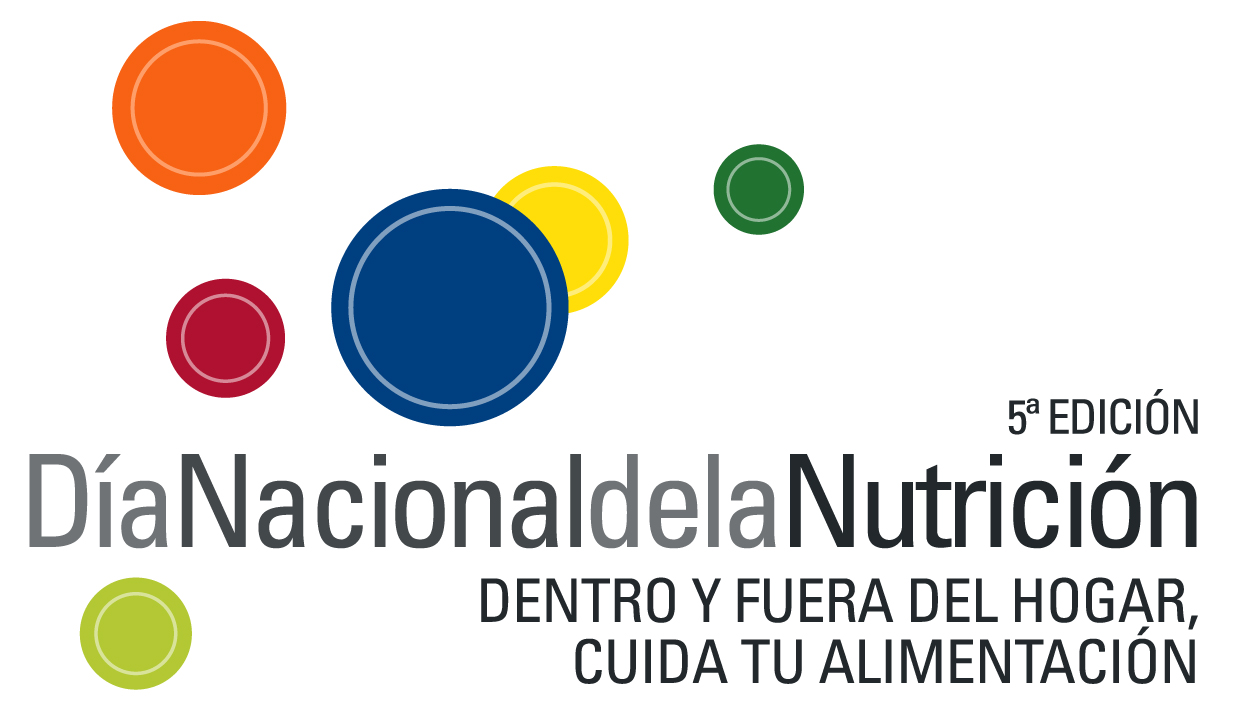 5ª EDICIÓN
DíaNacionaldelaNutrición
DENTRO Y FUERA DEL HOGAR,
CUIDA TU ALIMENTACIÓN